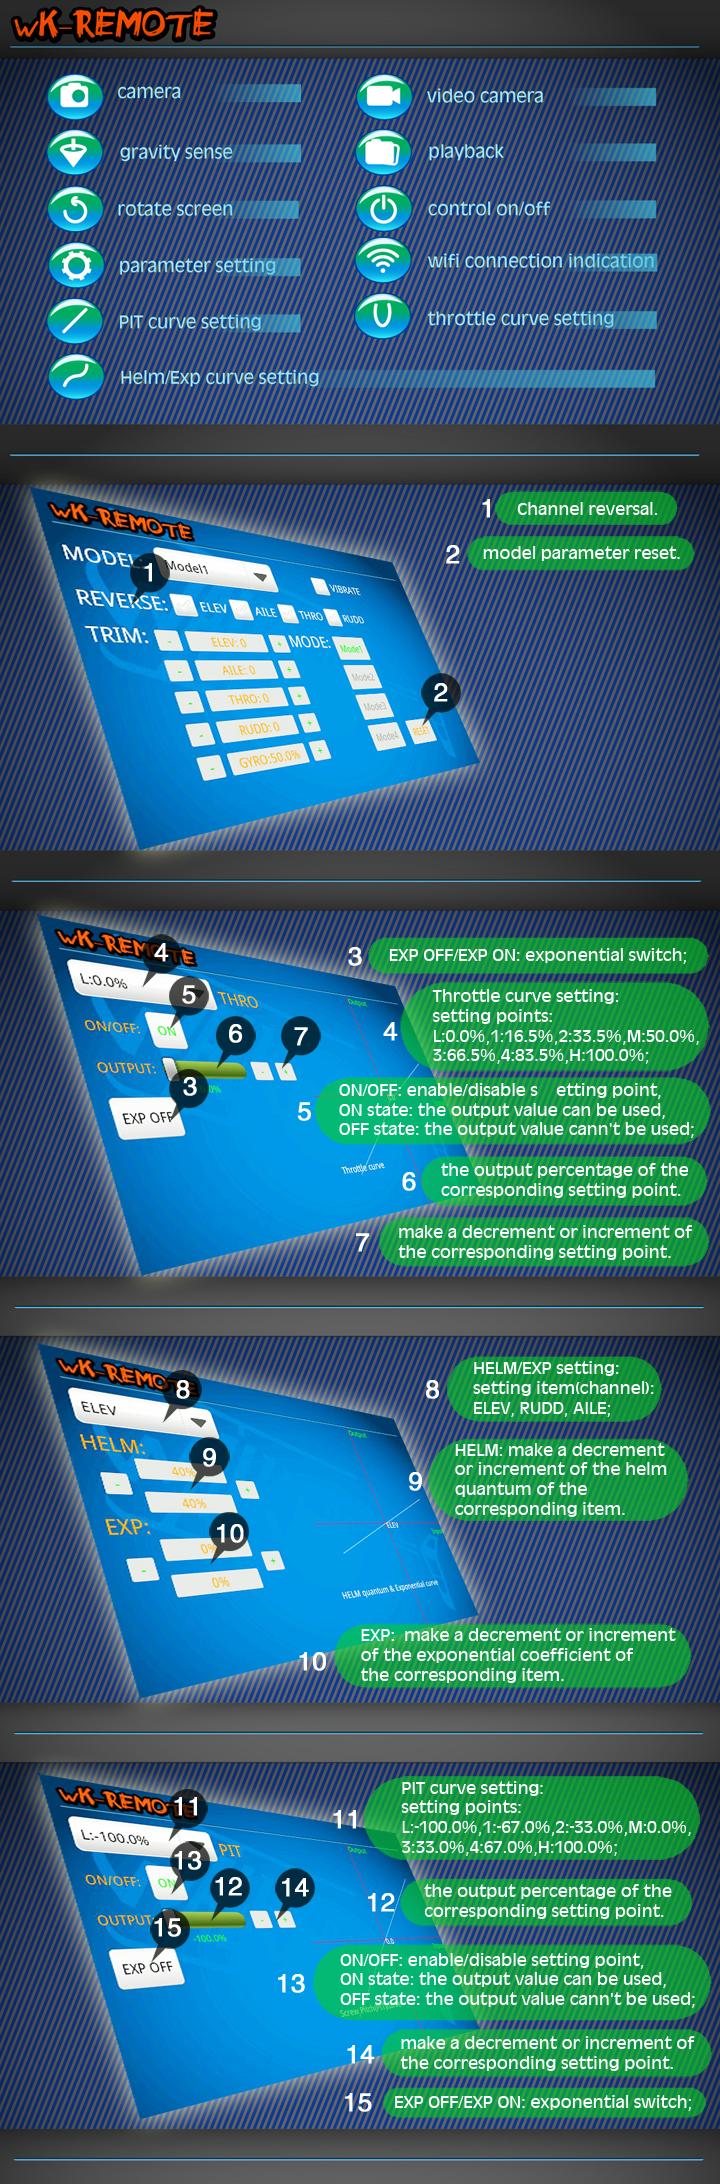 WK-REMOTE
camera
video camera
gravity sense
playback
rotate screen
control on/off
parameter setting
wifi connection indication
PIT curve setting
throttle curve setting
Helm/Exp curve setting
WK-REMOTE
MODEL:
Model1
1
VIBRATE
REVERSE:
ELEV
AILE
THRO
RUDD
TRIM:
-
ELEV: 0
+
MODE:
Mode1
-
AILE: 0
+
Mode2
-
THRO: 0
+
Mode3
-
RUDD: 0
+
Mode4
RESET
2
-
GYRO:50.0%
+
1
Channel reversal.
2
model parameter reset.
WK-REMOTE
4
L:0.0%
THRO
5
ON/OFF:
ON
6
7
OUTPUT:
-
+
3
EXP OFF
Output
Throttle curve
3
EXP OFF/EXP ON: exponential switch;
4
Throttle curve setting:
setting points:
L:0.0%,1:16.5%,2:33.5%,M:50.0%,
3:66.5%,4:83.5%,H:100.0%;
5
ON/OFF: enable/disable s etting point,
ON state: the output value can be used,
OFF state: the output value cann't be used;
6
the output percentage of the
corresponding setting point.
7
make a decrement or increment of
the corresponding setting point.
WK-REMOTE
8
ELEV
HELM:
9
40%
-
+
40%
EXP:
10
0%
-
+
0%
Output
ELEV
HELM quantum & Exponential curve
8
HELM/EXP setting:
setting item(channel):
ELEV, RUDD, AILE;
9
HELM: make a decrement
or increment of the helm
quantum of the
corresponding item.
10
EXP: make a decrement or increment
of the exponential coefficient of
the corresponding item.
WK-REMOTE
11
L:-100.0%
PIT
13
ON/OFF:
ON
12
14
OUTPUT
-
+
-100.0%
15
EXP OFF
Output
0.0
11
PIT curve setting:
setting points:
L:-100.0%,1:-67.0%,2:-33.0%,M:0.0%,
3:33.0%,4:67.0%,H:100.0%;
12
the output percentage of the
corresponding setting point.
13
ON/OFF: enable/disable setting point,
ON state: the output value can be used,
OFF state: the output value cann't be used;
14
make a decrement or increment of
the corresponding setting point.
15
EXP OFF/EXP ON: exponential switch;